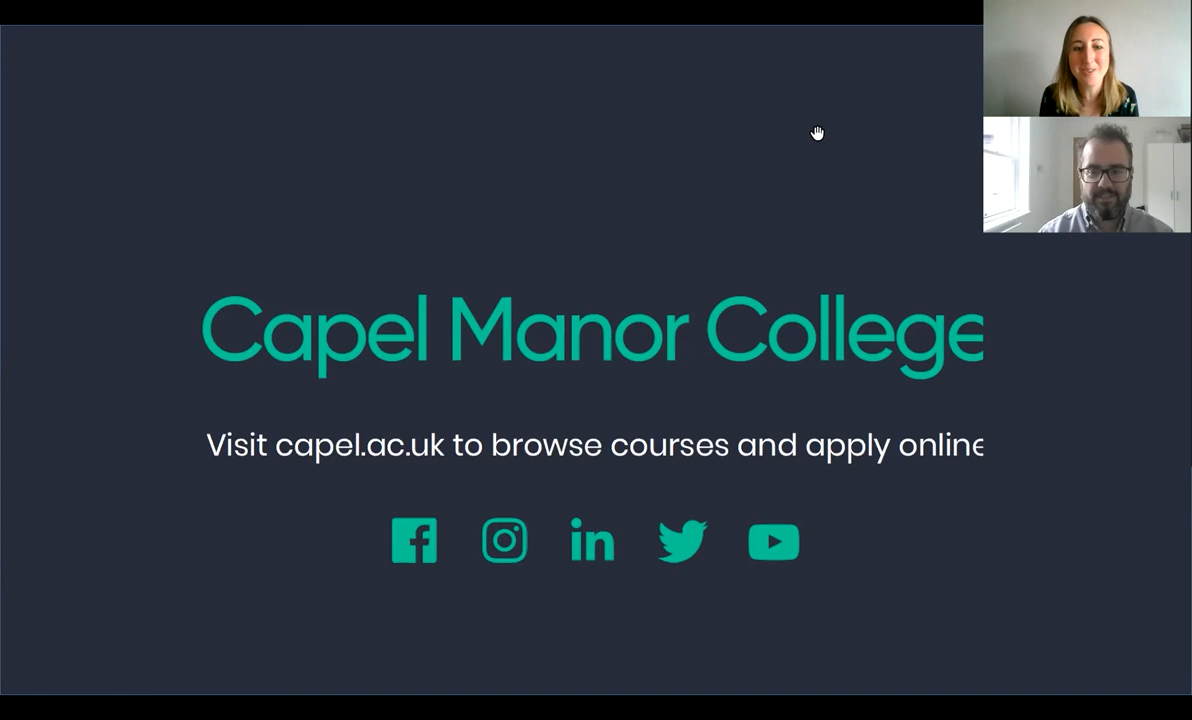 Capel Manor College
Visit capel.ac.uk to browse courses and apply online